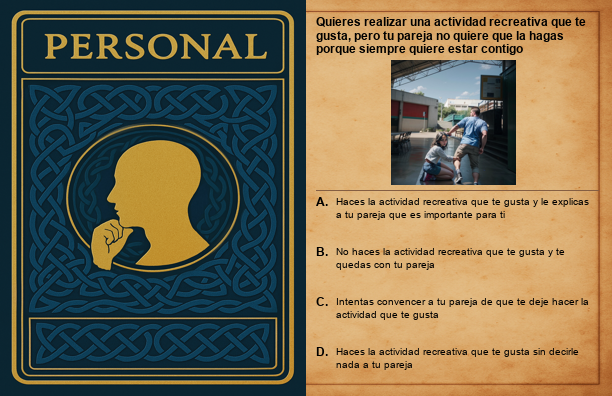 PERSONAL
Quieres realizar una actividad recreativa que te
gusta, pero tu pareja no quiere que la hagas
porque siempre quiere estar contigo
A. Haces la actividad recreativa que te gusta y le explicas
a tu pareja que es importante para ti
B. No haces la actividad recreativa que te gusta y te
quedas con tu pareja
C. Intentas convencer a tu pareja de que te deje hacer la
actividad que te gusta
D. Haces la actividad recreativa que te gusta sin decirle
nada a tu pareja